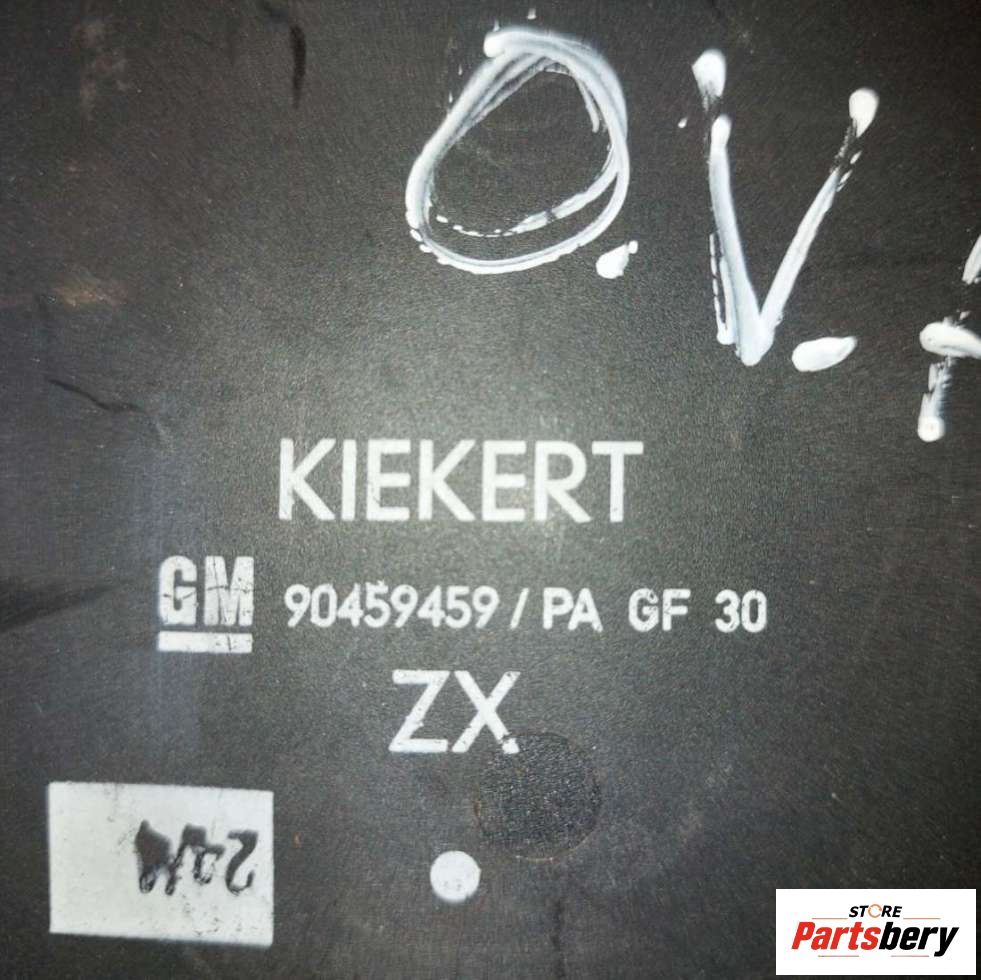 O.V.
KIEKERT
GM 90459459 / PA GF 30
ZX
STORE
Partsbery